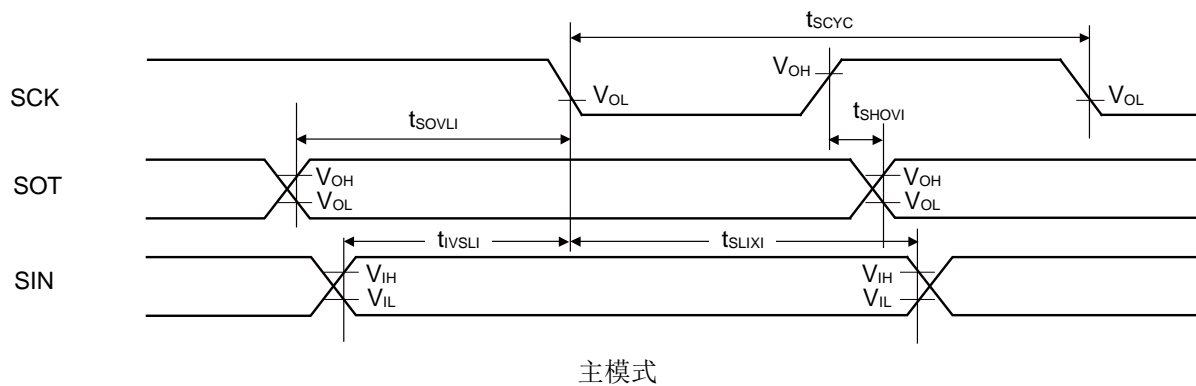 tSCYC
SCK
VOH
VOL
VOL
tSOVLI
tSHOVI
SOT
VOH
VOL
VOH
VOL
tIVSLI
tSLIXI
SIN
VIH
VIL
VIH
VIL
主模式